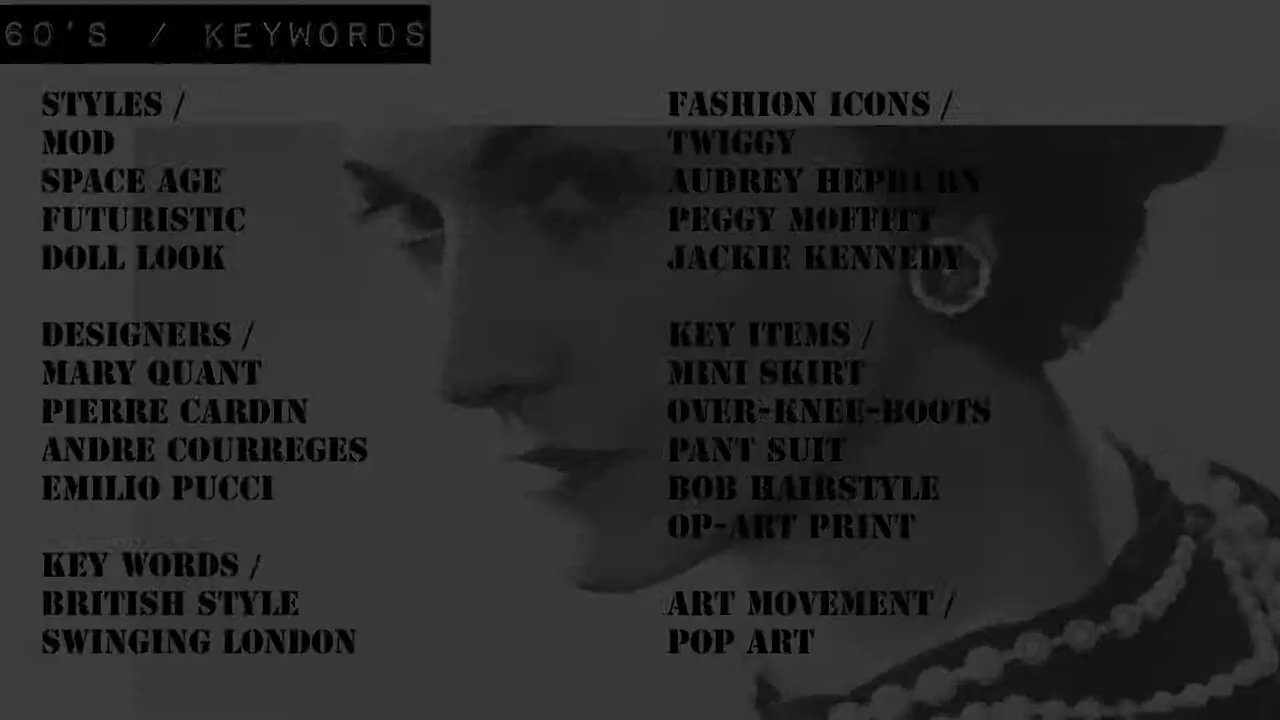 60'S / KEYWORDS
STYLES /
MOD
SPACE AGE
FUTURISTIC
DOLL LOOK
DESIGNERS /
MARY QUANT
PIERRE CARDIN
ANDRE COURREGES
EMILIO PUCCI
KEY WORDS /
BRITISH STYLE
SWINGING LONDON
FASHION ICONS /
TWIGGY
AUDREY HEPBURN
PEGGY MOFFITT
JACKIE KENNEDY
KEY ITEMS /
MINI SKIRT
OVER-KNEE-BOOTS
PANT SUIT
BOB HAIRSTYLE
OP-ART PRINT
ART MOVEMENT /
POP ART